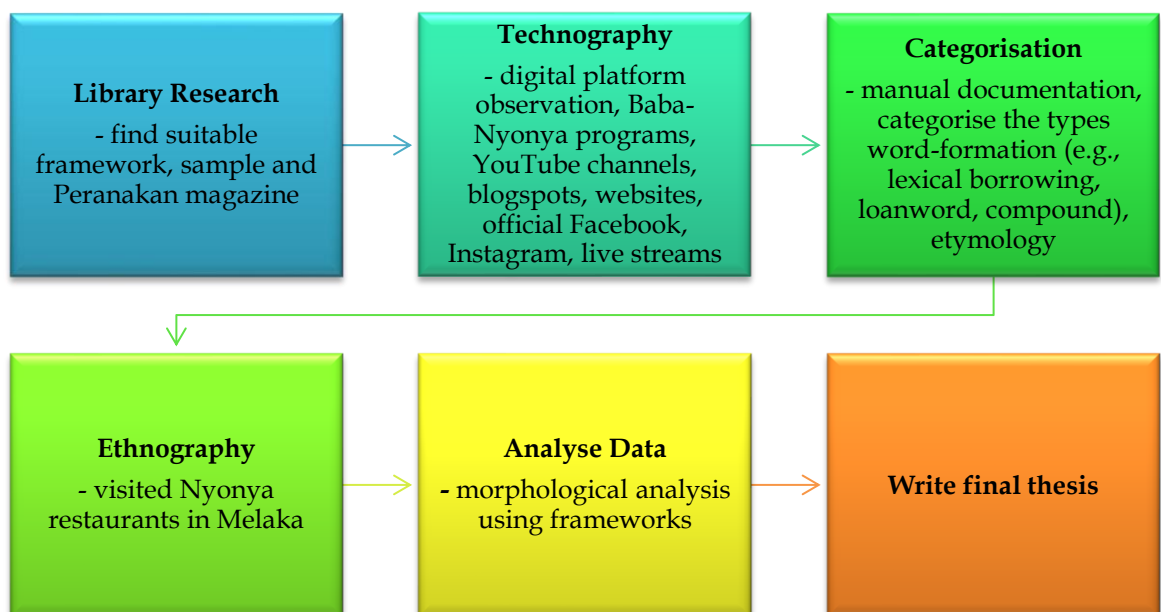 Library Research
- find suitable
framework, sample and
Peranakan magazine
Technography
- digital platform
observation, Baba-
Nyonya programs,
YouTube channels,
blogspots, websites,
official Facebook,
Instagram, live streams
Categorisation
- manual documentation,
categorise the types
word-formation (e.g.,
lexical borrowing,
loanword, compound),
etymology
Ethnography
- visited Nyonya
restaurants in Melaka
Analyse Data
- morphological analysis
using frameworks
Write final thesis